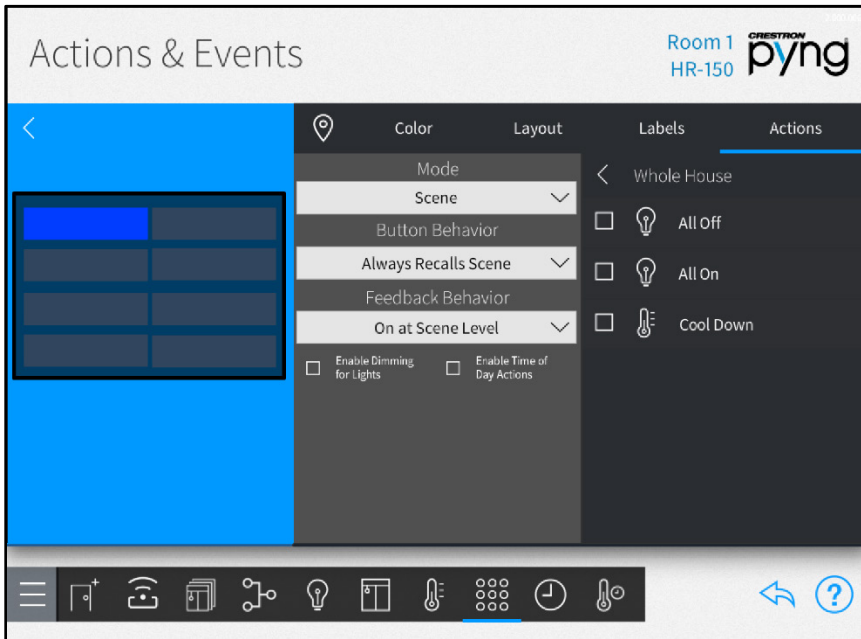 Actions & Events
Room 1
HR-150
CRESTRON
pyng
Color
Layout
Labels
Actions
Mode
Scene
Button Behavior
Always Recalls Scene
Feedback Behavior
On at Scene Level
Enable Dimming
for Lights
Enable Time of
Day Actions
Whole House
All Off
All On
Cool Down
?